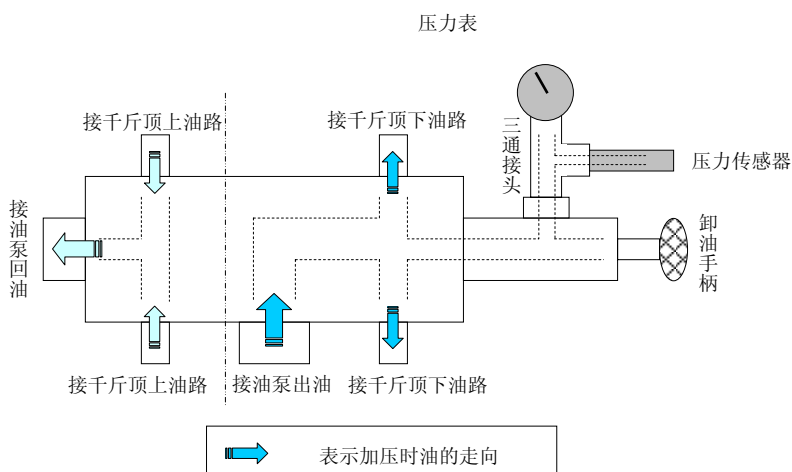 压力表
接千斤顶上油路
接千斤顶下油路
三通接头
压力传感器
接油泵回油
卸油手柄
接千斤顶上油路
接油泵出油
接千斤顶下油路
表示加压时油的走向